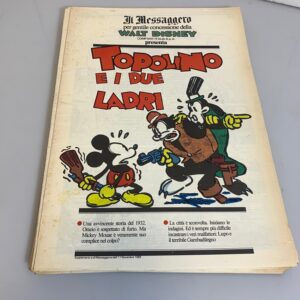 Il Messaggero
per gentile concessione della
WALT DISNEY
presenta
TOPOLINO
E I DUE
LADRI
Una avvincente storia del 1932.
Orazio è sospettato di furto. Ma
Mickey Mouse è veramente suo
complice nel colpo?
La città è sconvolta. Iniziano le
indagini. Ed è sempre più difficile
incastrare i veri malfattori: Lupo e
il terribile Gambadilegno